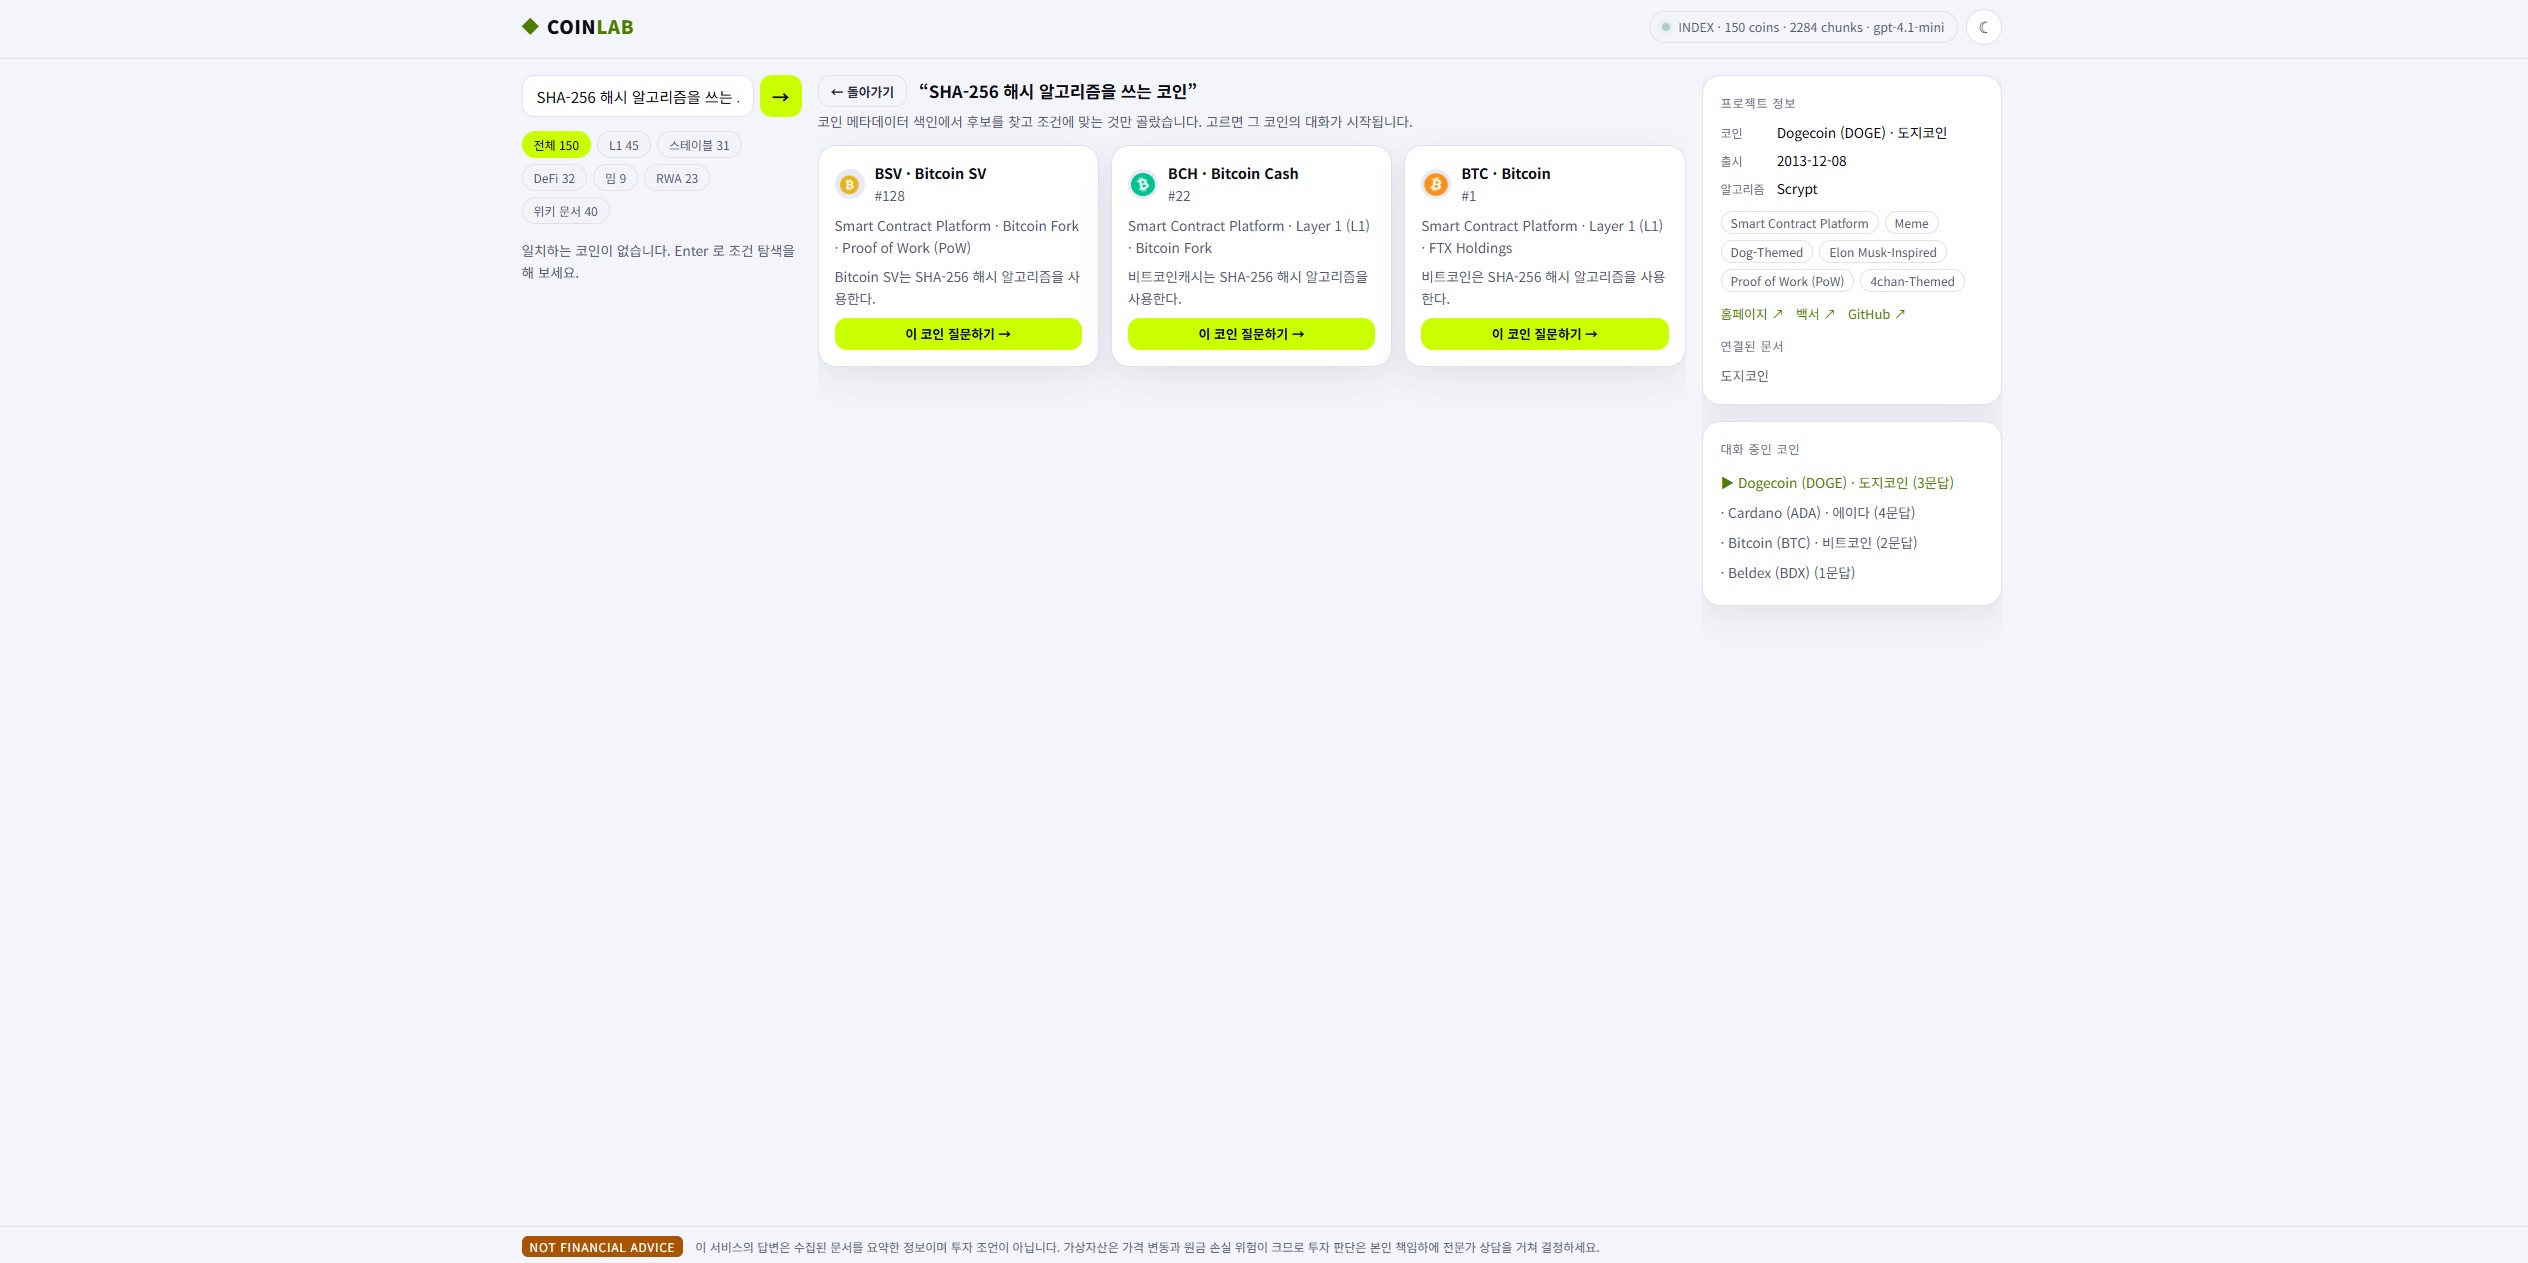 ◆ COINLAB
INDEX · 150 coins · 2284 chunks · gpt-4.1-mini
SHA-256 해시 알고리즘을 쓰는 .
→
전체 150
L1 45
스테이블 31
DeFi 32
밈 9
RWA 23
위키 문서 40
일치하는 코인이 없습니다. Enter 로 조건 탐색을
해 보세요.
← 돌아가기
“SHA-256 해시 알고리즘을 쓰는 코인”
코인 메타데이터 색인에서 후보를 찾고 조건에 맞는 것만 골랐습니다. 고르면 그 코인의 대화가 시작됩니다.
BSV · Bitcoin SV
#128
Smart Contract Platform · Bitcoin Fork
· Proof of Work (PoW)
Bitcoin SV는 SHA-256 해시 알고리즘을 사
용한다.
이 코인 질문하기 →
BCH · Bitcoin Cash
#22
Smart Contract Platform · Layer 1 (L1)
· Bitcoin Fork
비트코인캐시는 SHA-256 해시 알고리즘을
사용한다.
이 코인 질문하기 →
BTC · Bitcoin
#1
Smart Contract Platform · Layer 1 (L1)
· FTX Holdings
비트코인은 SHA-256 해시 알고리즘을 사용
한다.
이 코인 질문하기 →
프로젝트 정보
코인 Dogecoin (DOGE) · 도지코인
출시 2013-12-08
알고리즘 Scrypt
Smart Contract Platform
Meme
Dog-Themed
Elon Musk-Inspired
Proof of Work (PoW)
4chan-Themed
홈페이지 ↗ 백서 ↗ GitHub ↗
연결된 문서
도지코인
대화 중인 코인
▶ Dogecoin (DOGE) · 도지코인 (3문답)
· Cardano (ADA) · 에이다 (4문답)
· Bitcoin (BTC) · 비트코인 (2문답)
· Beldex (BDX) (1문답)
NOT FINANCIAL ADVICE
이 서비스의 답변은 수집된 문서를 요약한 정보이며 투자 조언이 아닙니다. 가상자산은 가격 변동과 원금 손실 위험이 크므로 투자 판단은 본인 책임하에 전문가 상담을 거쳐 결정하세요.